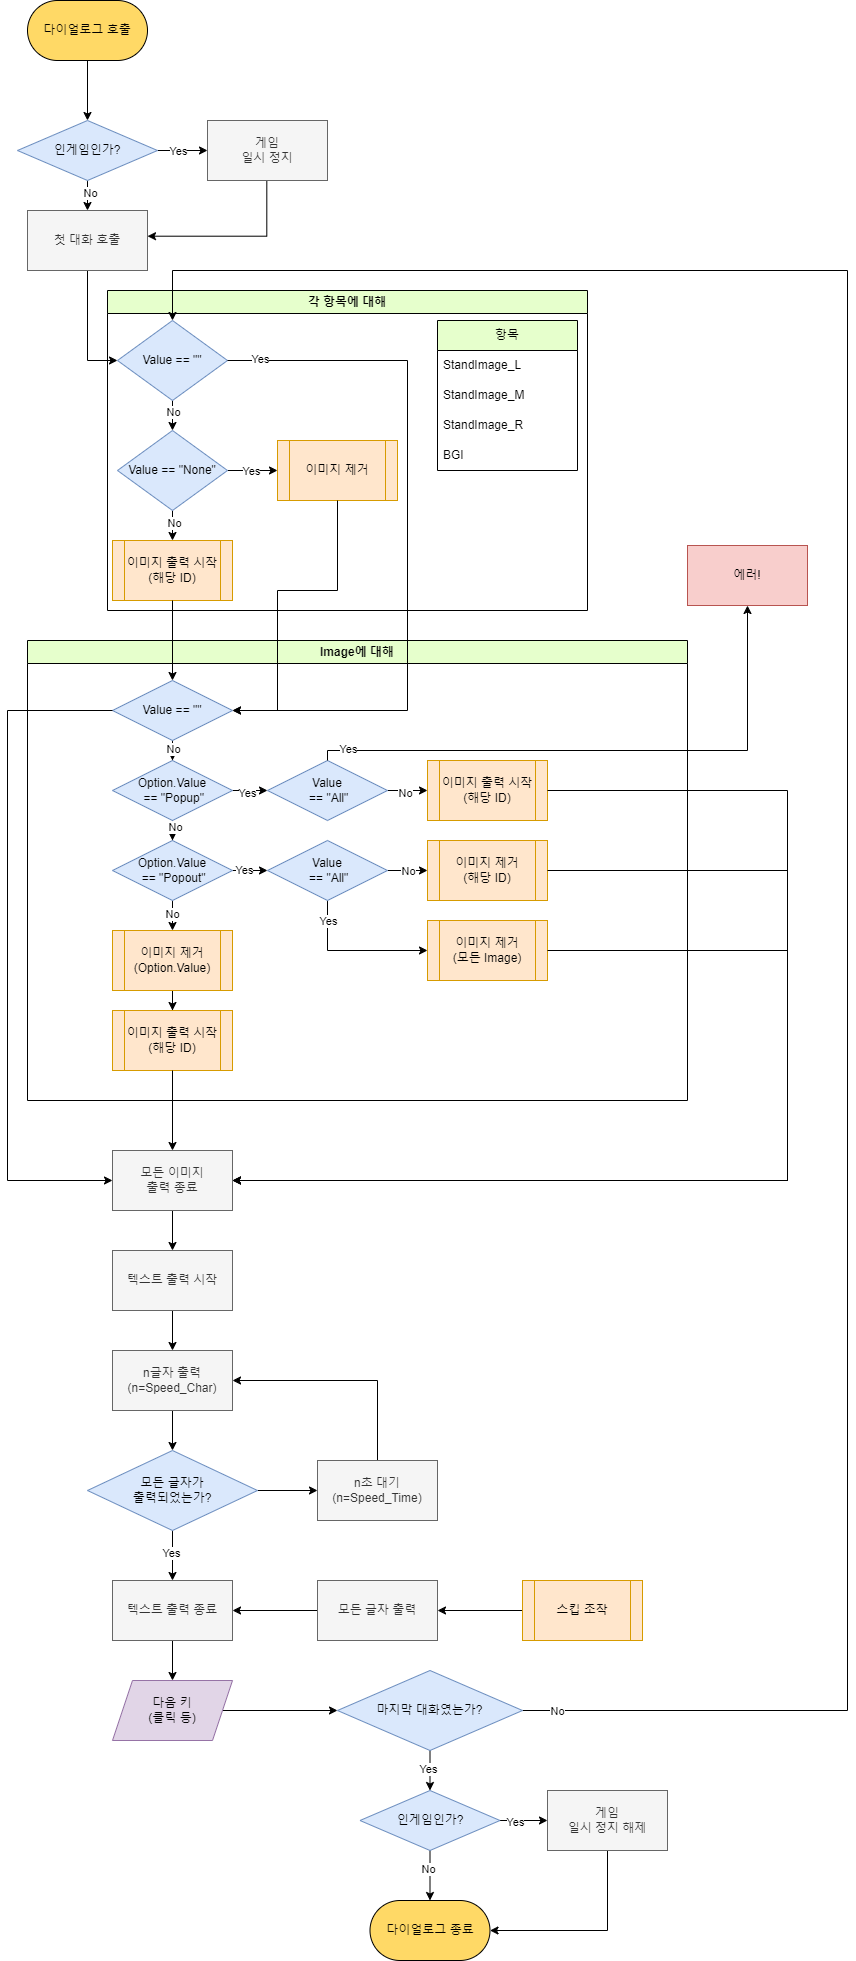 다이얼로그 호출
인게임인가?
Yes
게임
일시 정지
No
첫 대화 호출
각 항목에 대해
항목
StandImage_L
StandImage_M
StandImage_R
BGI
Value == ""
Yes
No
Value == "None"
Yes
이미지 제거
No
이미지 출력 시작
(해당 ID)
에러!
Image에 대해
Value == ""
No
Yes
Option.Value
== "Popup"
Yes
Value
== "All"
No
이미지 출력 시작
(해당 ID)
No
Option.Value
== "Popout"
Yes
Value
== "All"
No
이미지 제거
(해당 ID)
No
Yes
이미지 제거
(Option.Value)
이미지 제거
(모든 Image)
이미지 출력 시작
(해당 ID)
모든 이미지
출력 종료
텍스트 출력 시작
n글자 출력
(n=Speed_Char)
모든 글자가
출력되었는가?
n초 대기
(n=Speed_Time)
Yes
텍스트 출력 종료
모든 글자 출력
스킵 조작
다음 키
(클릭 등)
마지막 대화였는가?
No
Yes
인게임인가?
Yes
게임
일시 정지 해제
No
다이얼로그 종료